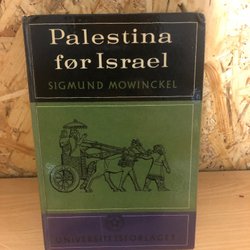 Palestina
før Israel
SIGMUND MOWINCKEL
UNIVERSITETSFORLAGET